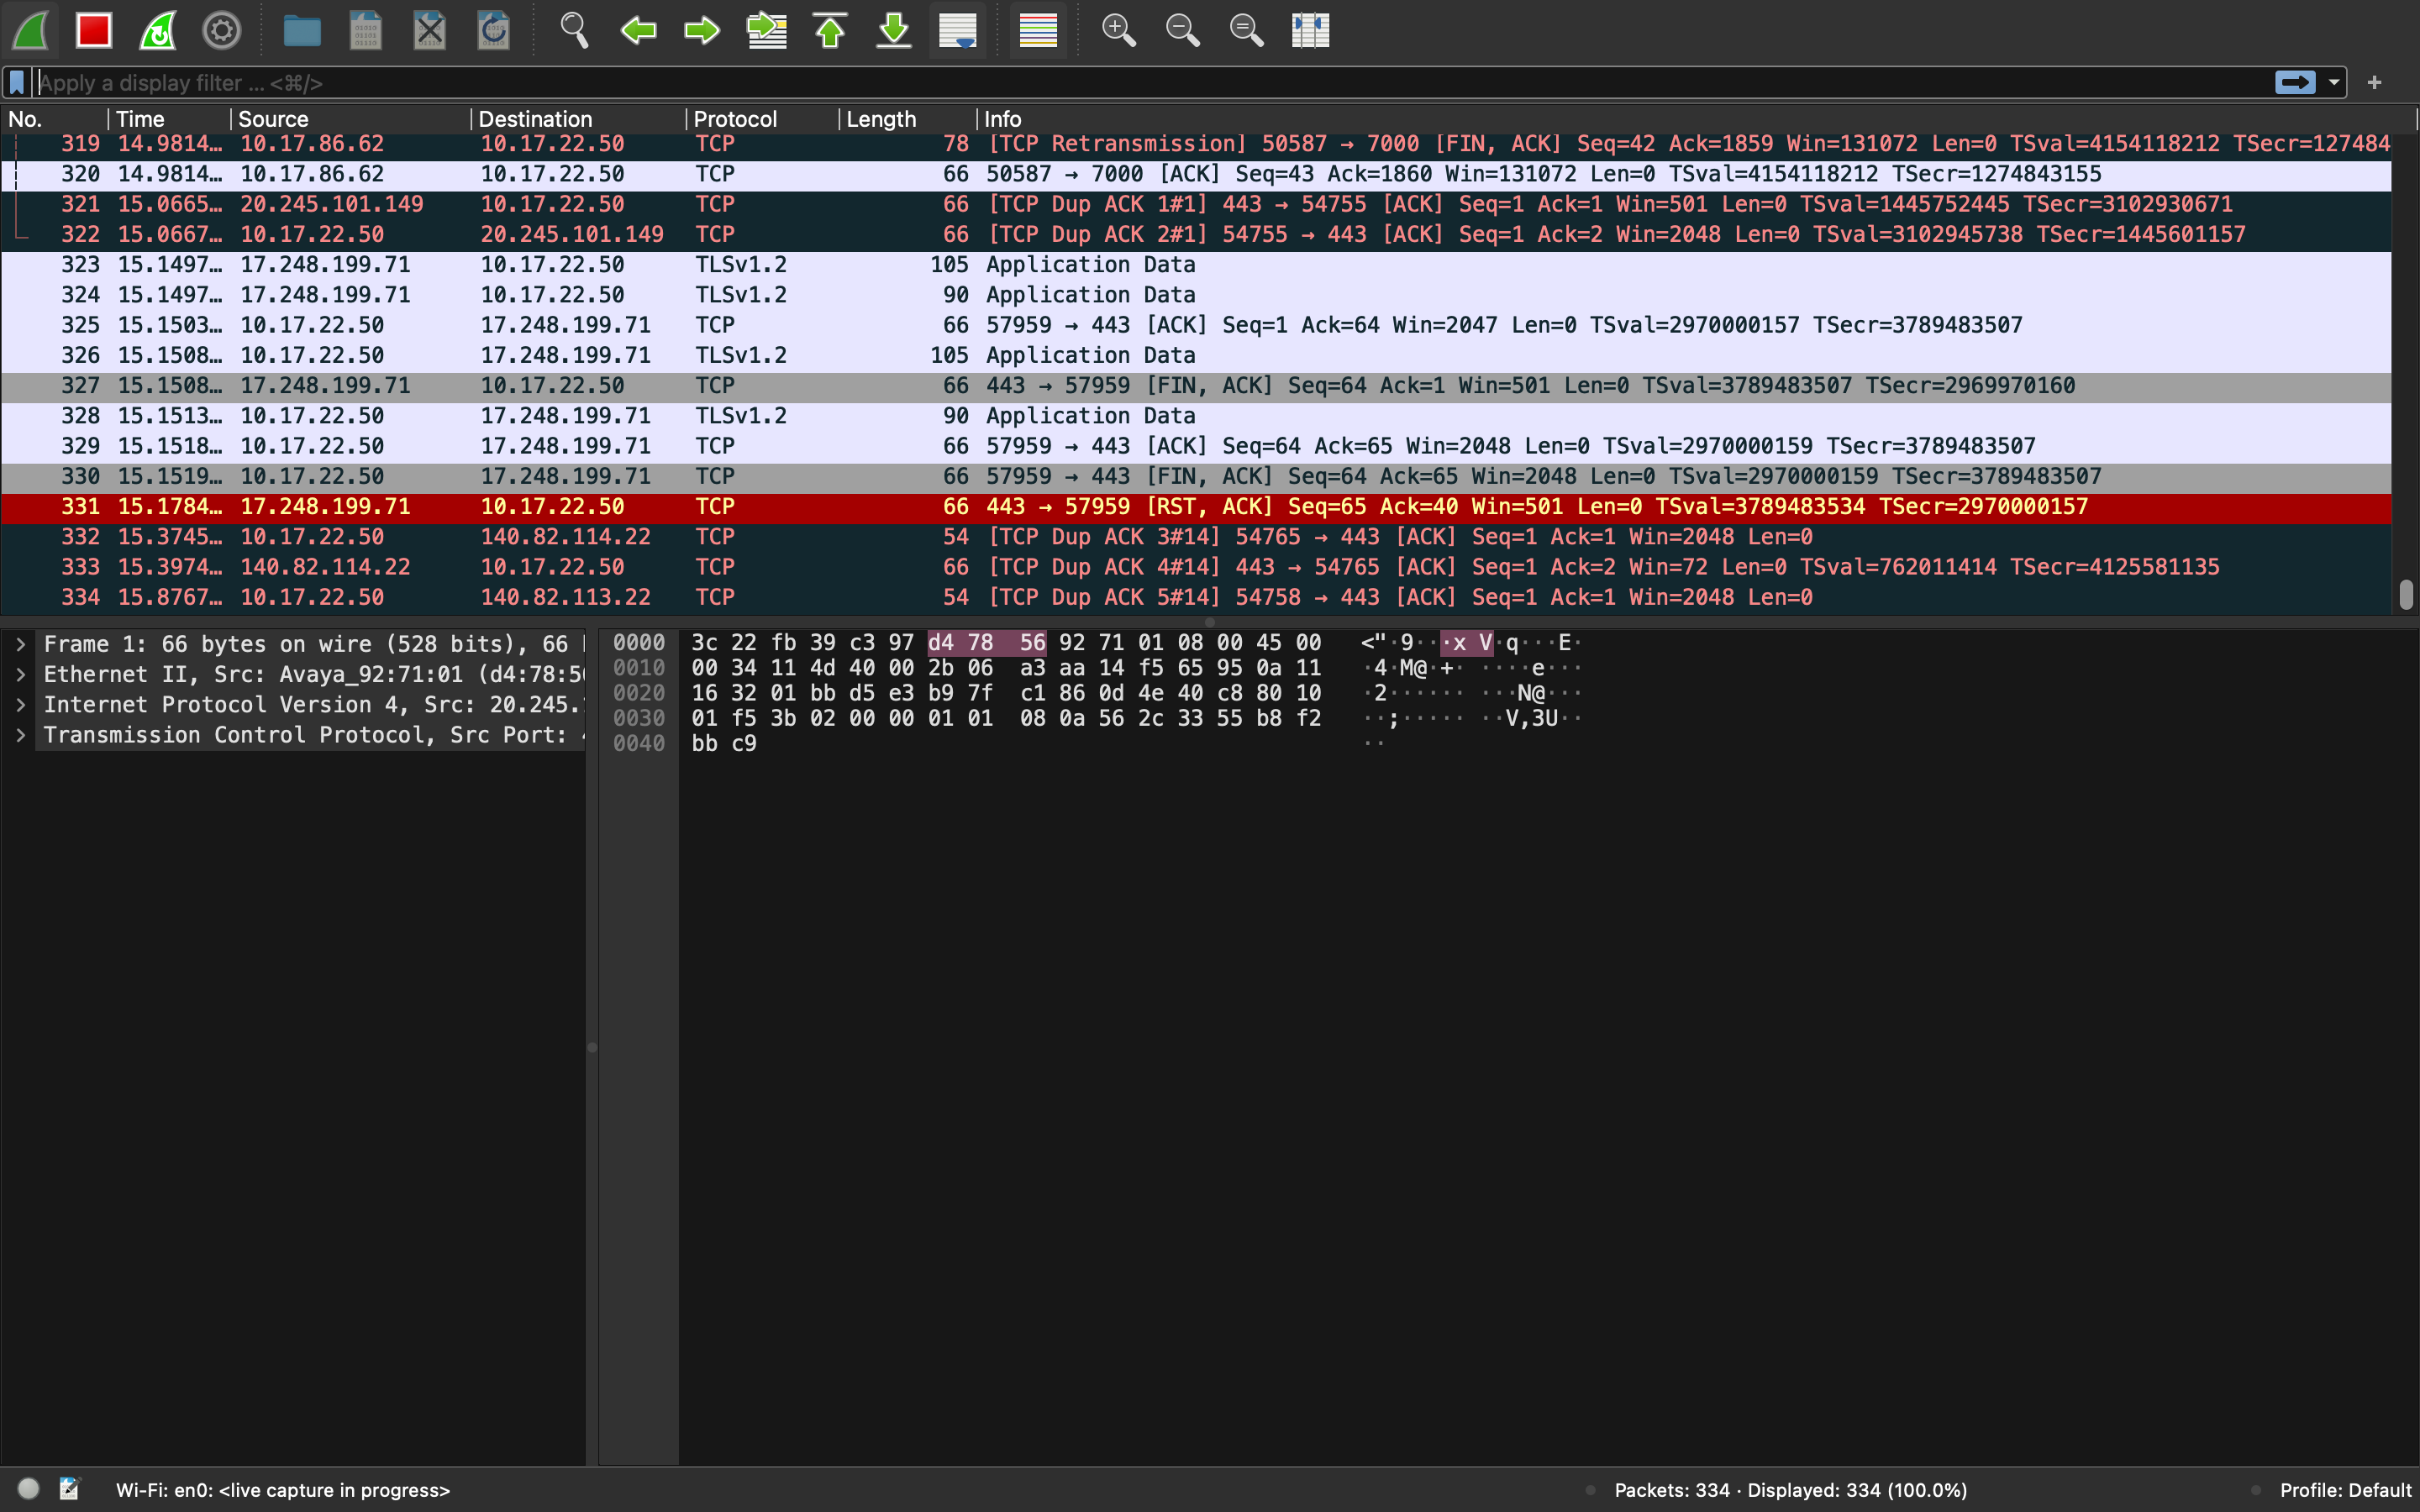 Apply a display filter ... <⌘/>
No. Time Source Destination Protocol Length Info
319 14.9814… 10.17.86.62 10.17.22.50 TCP 78 [TCP Retransmission] 50587 → 7000 [FIN, ACK] Seq=42 Ack=1859 Win=131072 Len=0 TSval=4154118212 TSecr=127484
320 14.9814… 10.17.86.62 10.17.22.50 TCP 66 50587 → 7000 [ACK] Seq=43 Ack=1860 Win=131072 Len=0 TSval=4154118212 TSecr=1274843155
321 15.0665… 20.245.101.149 10.17.22.50 TCP 66 [TCP Dup ACK 1#1] 443 → 54755 [ACK] Seq=1 Ack=1 Win=501 Len=0 TSval=1445752445 TSecr=3102930671
322 15.0667… 10.17.22.50 20.245.101.149 TCP 66 [TCP Dup ACK 2#1] 54755 → 443 [ACK] Seq=1 Ack=2 Win=2048 Len=0 TSval=3102945738 TSecr=1445601157
323 15.1497… 17.248.199.71 10.17.22.50 TLSv1.2 105 Application Data
324 15.1497… 17.248.199.71 10.17.22.50 TLSv1.2 90 Application Data
325 15.1503… 10.17.22.50 17.248.199.71 TCP 66 57959 → 443 [ACK] Seq=1 Ack=64 Win=2047 Len=0 TSval=2970000157 TSecr=3789483507
326 15.1508… 10.17.22.50 17.248.199.71 TLSv1.2 105 Application Data
327 15.1508… 17.248.199.71 10.17.22.50 TCP 66 443 → 57959 [FIN, ACK] Seq=64 Ack=1 Win=501 Len=0 TSval=3789483507 TSecr=2969970160
328 15.1513… 10.17.22.50 17.248.199.71 TLSv1.2 90 Application Data
329 15.1518… 10.17.22.50 17.248.199.71 TCP 66 57959 → 443 [ACK] Seq=64 Ack=65 Win=2048 Len=0 TSval=2970000159 TSecr=3789483507
330 15.1519… 10.17.22.50 17.248.199.71 TCP 66 57959 → 443 [FIN, ACK] Seq=64 Ack=65 Win=2048 Len=0 TSval=2970000159 TSecr=3789483507
331 15.1784… 17.248.199.71 10.17.22.50 TCP 66 443 → 57959 [RST, ACK] Seq=65 Ack=40 Win=501 Len=0 TSval=3789483534 TSecr=2970000157
332 15.3745… 10.17.22.50 140.82.114.22 TCP 54 [TCP Dup ACK 3#14] 54765 → 443 [ACK] Seq=1 Ack=1 Win=2048 Len=0
333 15.3974… 140.82.114.22 10.17.22.50 TCP 66 [TCP Dup ACK 4#14] 443 → 54765 [ACK] Seq=1 Ack=2 Win=72 Len=0 TSval=762011414 TSecr=4125581135
334 15.8767… 10.17.22.50 140.82.113.22 TCP 54 [TCP Dup ACK 5#14] 54758 → 443 [ACK] Seq=1 Ack=1 Win=2048 Len=0
Frame 1: 66 bytes on wire (528 bits), 66
Ethernet II, Src: Avaya_92:71:01 (d4:78:5
Internet Protocol Version 4, Src: 20.245.
Transmission Control Protocol, Src Port:
0000 3c 22 fb 39 c3 97 d4 78 56 92 71 01 08 00 45 00 <"·9···x V·q···E·
0010 00 34 11 4d 40 00 2b 06 a3 aa 14 f5 65 95 0a 11 ·4·M@·+· ····e···
0020 16 32 01 bb d5 e3 b9 7f c1 86 0d 4e 40 c8 80 10 ·2······ ···N@···
0030 01 f5 3b 02 00 00 01 01 08 0a 56 2c 33 55 b8 f2 ··;····· ··V,3U··
0040 bb c9 ··
Wi-Fi: en0: <live capture in progress> Packets: 334 · Displayed: 334 (100.0%) Profile: Default